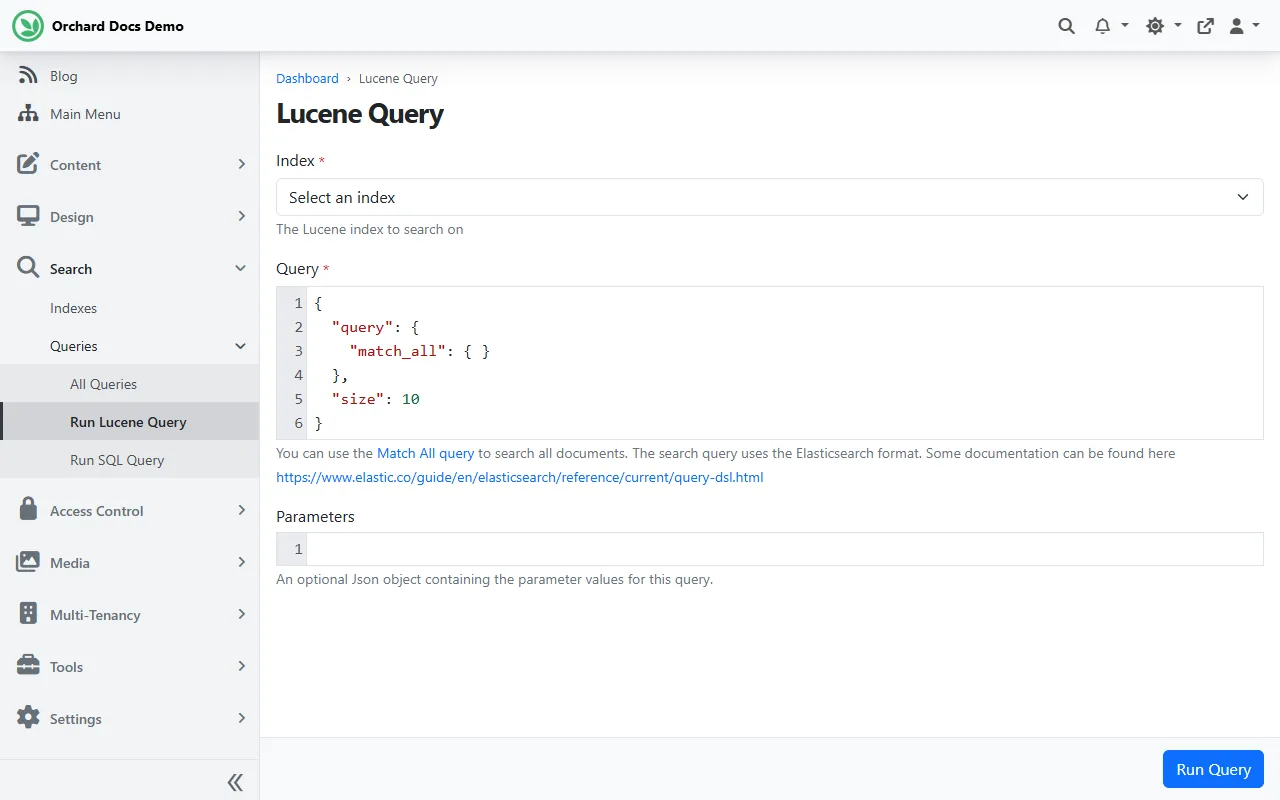 Orchard Docs Demo
Blog
Main Menu
Content
Design
Search
Indexes
Queries
All Queries
Run Lucene Query
Run SQL Query
Access Control
Media
Multi-Tenancy
Tools
Settings
Dashboard › Lucene Query
Lucene Query
Index *
Select an index
The Lucene index to search on
Query *
1 {
2 "query": {
3 "match_all": { }
4 },
5 "size": 10
6 }
You can use the Match All query to search all documents. The search query uses the Elasticsearch format. Some documentation can be found here
https://www.elastic.co/guide/en/elasticsearch/reference/current/query-dsl.html
Parameters
1
An optional Json object containing the parameter values for this query.
Run Query